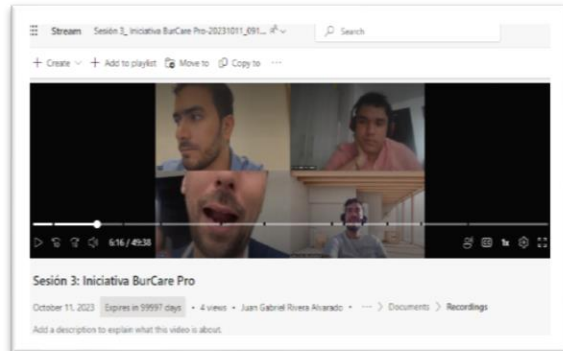 Stream Sesión 3_ Iniciativa BurCare Pro-20231011_091... Search
+ Create + Add to playlist Move to Copy to ...
6:16 / 49:38 CC 1x
Sesión 3: Iniciativa BurCare Pro
October 11, 2023 Expires in 99597 days • 4 views • Juan Gabriel Rivera Alvarado • ... > Documents > Recordings
Add a description to explain what this video is about.